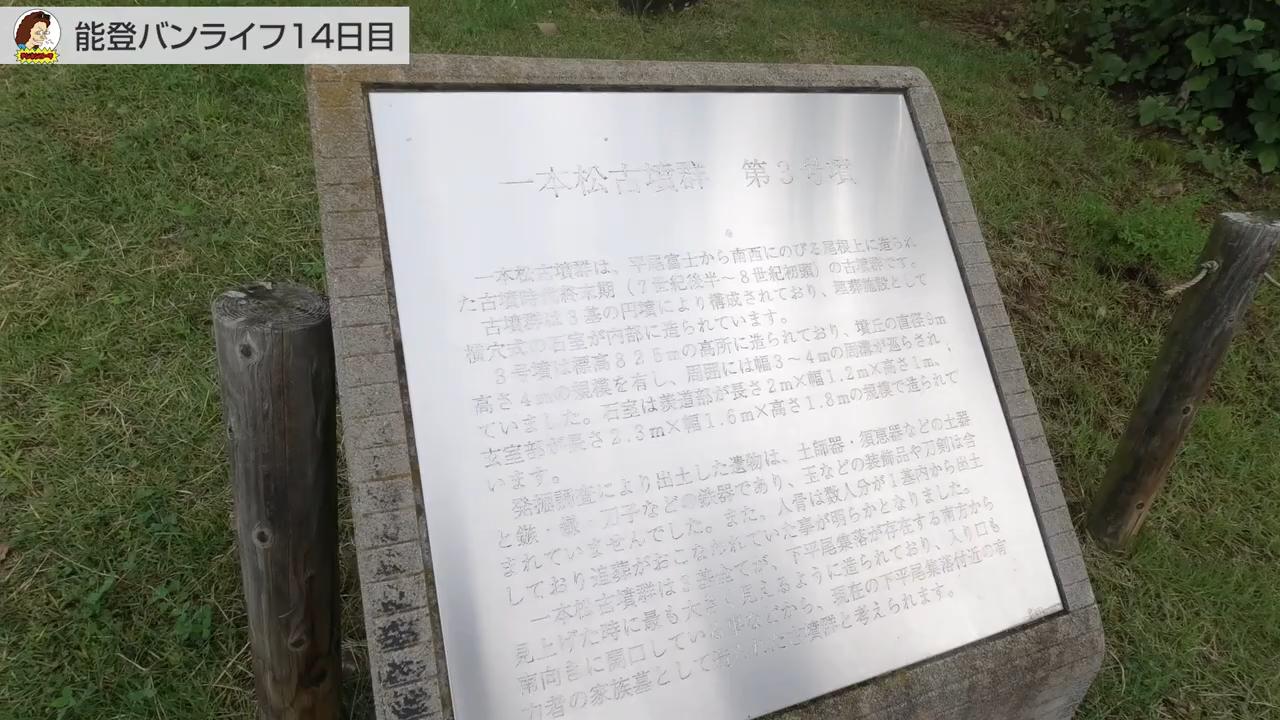 能登バンライフ14日目
一本松古墳群 第3号墳
一本松古墳群は、平尾富士から南西にのびる尾根上に造られ
た古墳時代終末期(7世紀後半~8世紀初頭)の古墳群です。
古墳群は3基の円墳により構成されており、埋葬施設として
横穴式の石室が内部に造られています。
3号墳は標高825mの高所に造られており、墳丘の直径9m
高さ4mの規模を有し、周囲には幅3~4mの周溝が巡らされ
ていました。石室は羨道部が長さ2m×幅1.2m×高さ1m、
玄室部が長さ2.3m×幅1.6m×高さ1.8mの規模で造られて
います。
発掘調査により出土した遺物は、土師器・須恵器などの土器
と鏃・鎌・刀子などの鉄器であり、玉などの装飾品や刀剣は含
まれていませんでした。また、人骨は数人分が1基内から出土
しており追葬がおこなわれていた事が明らかとなりました。
一本松古墳群は3基全てが、下平尾集落が存在する南方から
見上げた時に最も大きく見えるように造られており、入り口も
南向きに開口している事などから、現在の下平尾集落付近の有
力者の家族墓として造られた古墳群と考えられます。